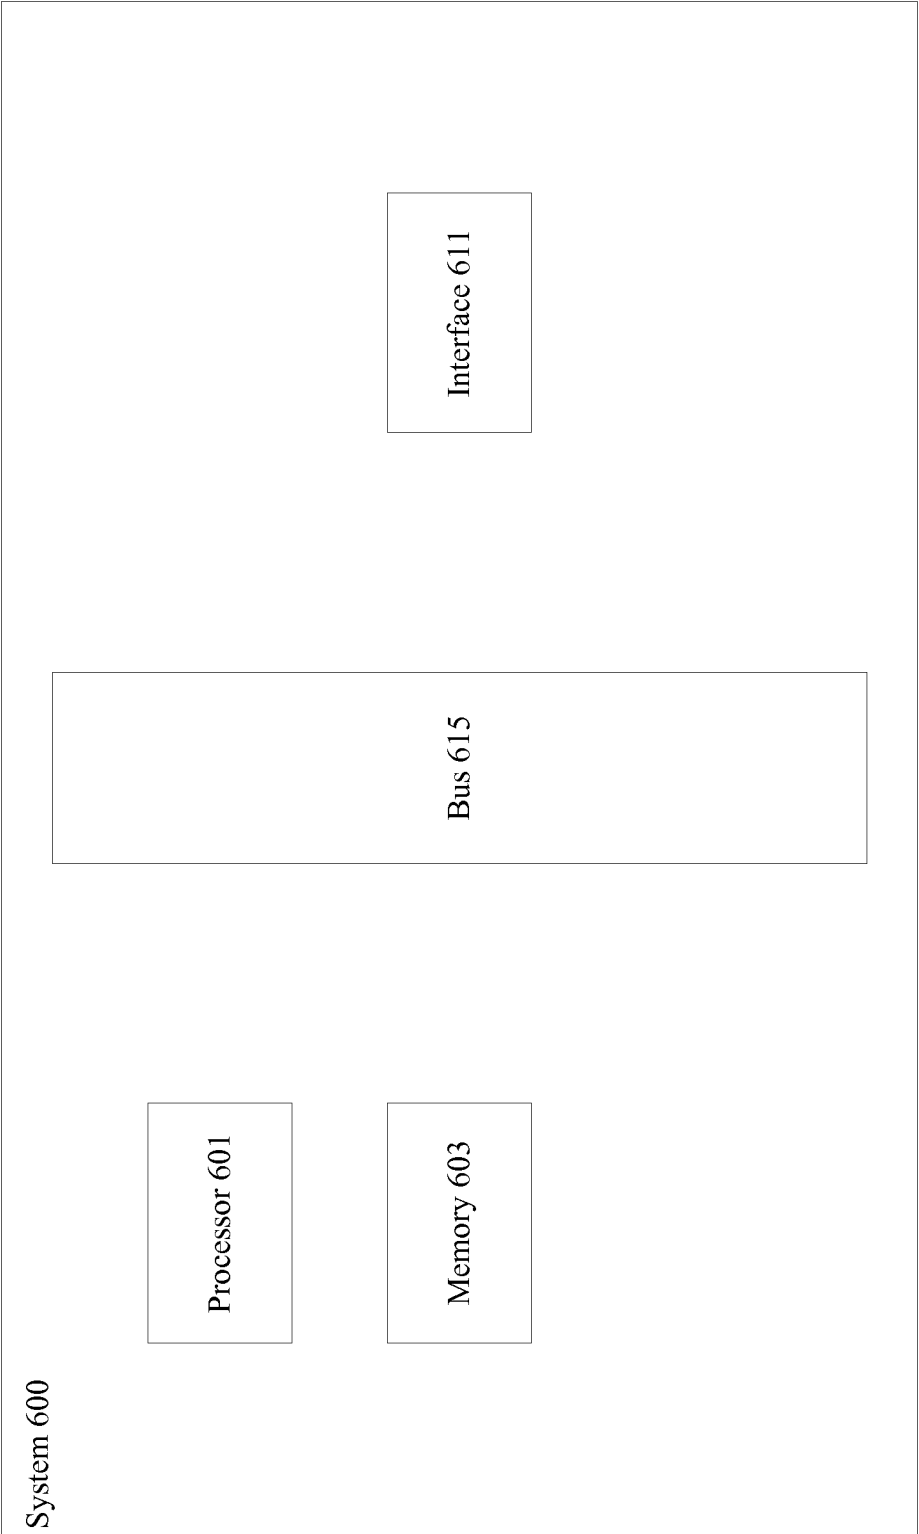 System 600
Processor 601
Memory 603
Bus 615
Interface 611